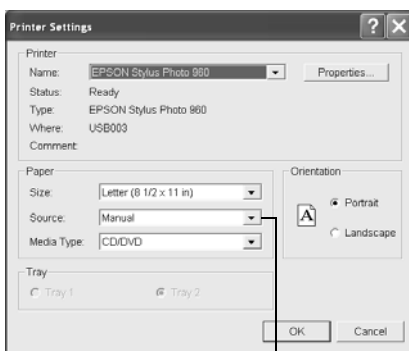 Printer Settings
Printer
Name: EPSON Stylus Photo 960 Properties...
Status: Ready
Type: EPSON Stylus Photo 960
Where: USB003
Comment:
Paper
Size: Letter (8 1/2 x 11 in)
Source: Manual
Media Type: CD/DVD
Orientation
A
Portrait
Landscape
Tray
Tray 1 Tray 2
OK Cancel